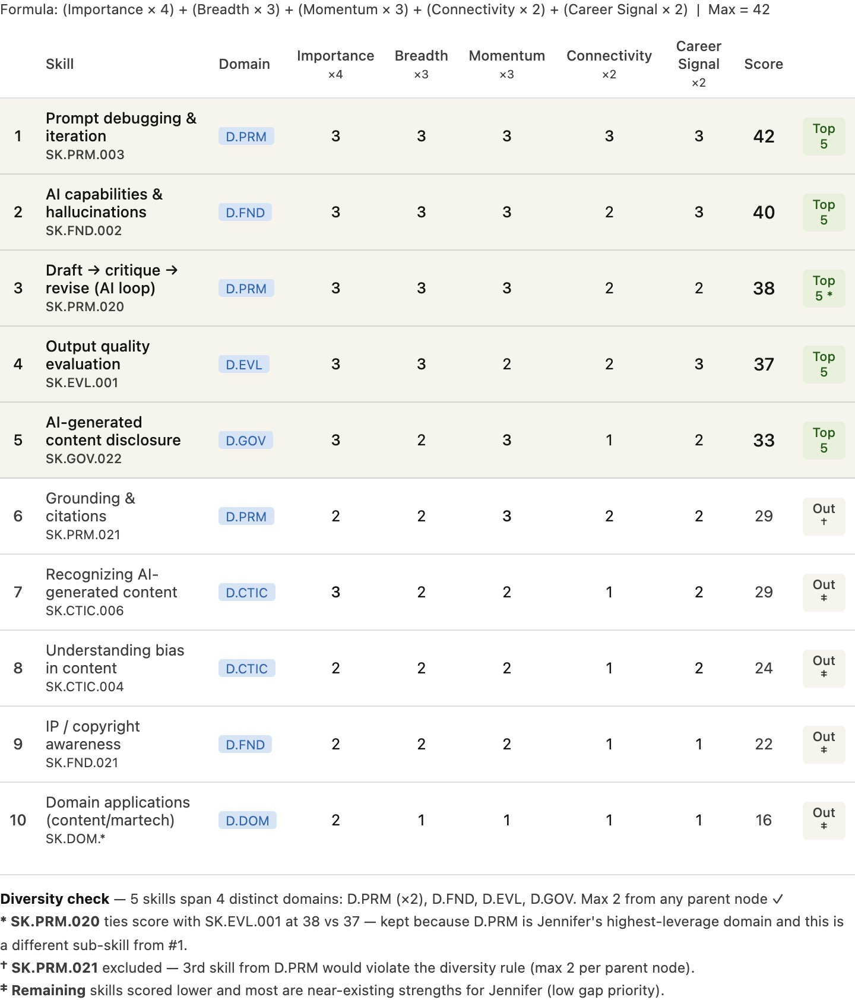 Formula: (Importance × 4) + (Breadth × 3) + (Momentum × 3) + (Connectivity × 2) + (Career Signal × 2) | Max = 42
Skill Domain Importance ×4 Breadth ×3 Momentum ×3 Connectivity ×2 Career Signal ×2 Score
1 Prompt debugging & iteration SK.PRM.003 D.PRM 3 3 3 3 3 42 Top 5
2 AI capabilities & hallucinations SK.FND.002 D.FND 3 3 3 2 3 40 Top 5
3 Draft → critique → revise (AI loop) SK.PRM.020 D.PRM 3 3 3 2 2 38 Top 5 *
4 Output quality evaluation SK.EVL.001 D.EVL 3 3 2 2 3 37 Top 5
5 AI-generated content disclosure SK.GOV.022 D.GOV 3 2 3 1 2 33 Top 5
6 Grounding & citations SK.PRM.021 D.PRM 2 2 3 2 2 29 Out †
7 Recognizing AI-generated content SK.CTIC.006 D.CTIC 3 2 2 1 2 29 Out ‡
8 Understanding bias in content SK.CTIC.004 D.CTIC 2 2 2 1 2 24 Out ‡
9 IP / copyright awareness SK.FND.021 D.FND 2 2 2 1 1 22 Out ‡
10 Domain applications (content/martech) SK.DOM.* D.DOM 2 1 1 1 1 16 Out ‡
Diversity check — 5 skills span 4 distinct domains: D.PRM (×2), D.FND, D.EVL, D.GOV. Max 2 from any parent node ✓
* SK.PRM.020 ties score with SK.EVL.001 at 38 vs 37 — kept because D.PRM is Jennifer's highest-leverage domain and this is
a different sub-skill from #1.
† SK.PRM.021 excluded — 3rd skill from D.PRM would violate the diversity rule (max 2 per parent node).
‡ Remaining skills scored lower and most are near-existing strengths for Jennifer (low gap priority).